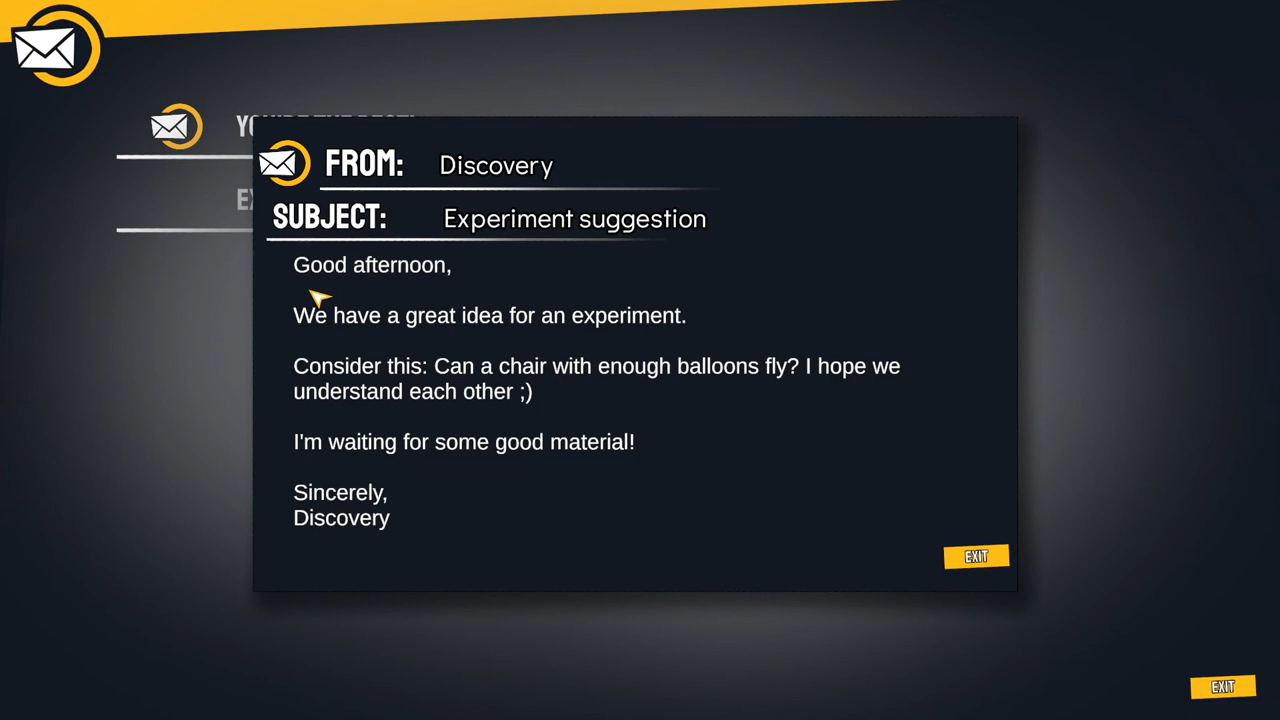 FROM: Discovery
SUBJECT: Experiment suggestion
Good afternoon,
We have a great idea for an experiment.
Consider this: Can a chair with enough balloons fly? I hope we
understand each other ;)
I'm waiting for some good material!
Sincerely,
Discovery
EXIT
EXIT